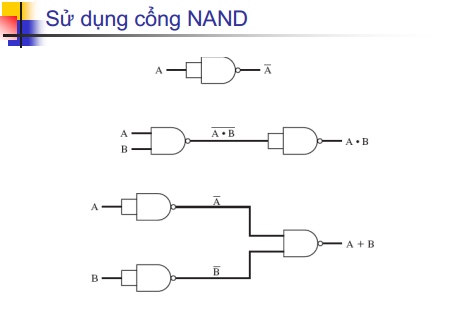 Sử dụng cổng NAND
A A̅
A A̅ ̅•̅ ̅B̅ A • B
B
A A̅
A + B
B B̅